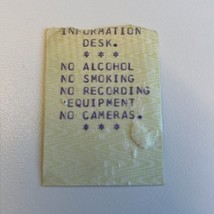 INFORMATION
DESK.
* * *
NO ALCOHOL
NO SMOKING
NO RECORDING
EQUIPMENT
NO CAMERAS.
* * *